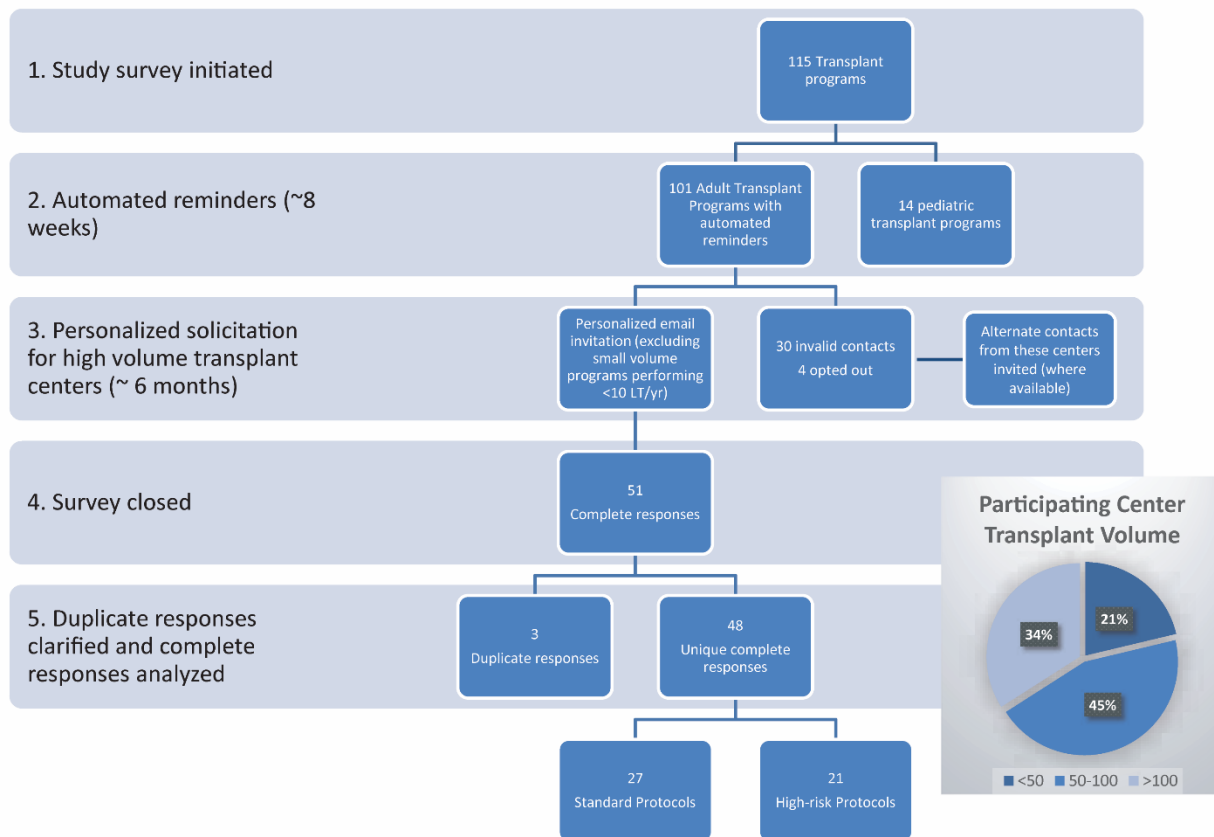 1. Study survey initiated
115 Transplant
programs
2. Automated reminders (~8
weeks)
101 Adult Transplant
Programs with
automated
reminders
14 pediatric
transplant programs
3. Personalized solicitation
for high volume transplant
centers (~ 6 months)
Personalized email
invitation (excluding
small volume
programs performing
<10 LT/yr)
30 invalid contacts
4 opted out
Alternate contacts
from these centers
invited (where
available)
4. Survey closed
51
Complete responses
5. Duplicate responses
clarified and complete
responses analyzed
3
Duplicate responses
48
Unique complete
responses
27
Standard Protocols
21
High-risk Protocols
Participating Center
Transplant Volume
21%
34%
45%
<50 50-100 >100